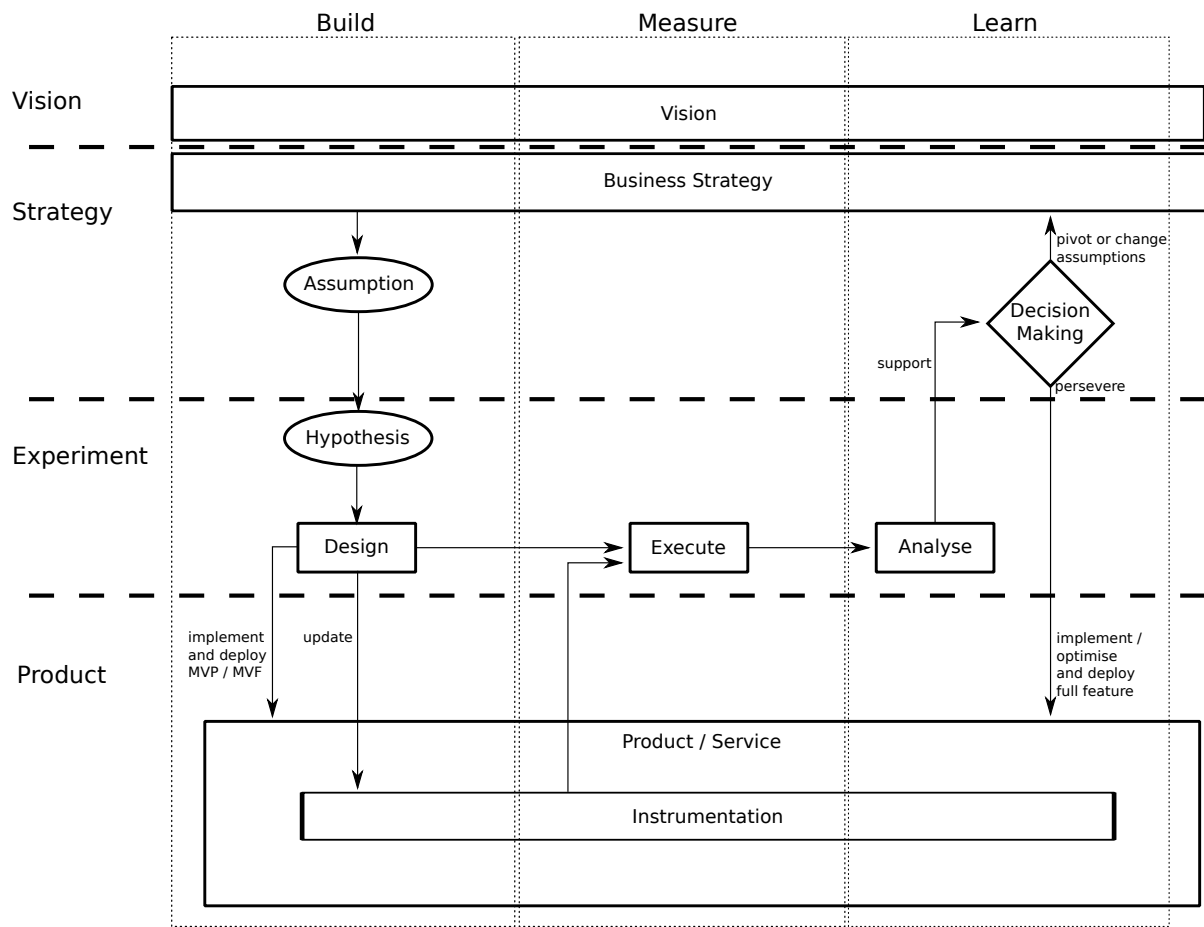 Build
Measure
Learn
Vision
Vision
Business Strategy
Strategy
pivot or change
assumptions
Assumption
Decision
Making
support
persevere
Hypothesis
Experiment
Design
Execute
Analyse
implement
and deploy
MVP / MVF
update
implement /
optimise
and deploy
full feature
Product
Product / Service
Instrumentation